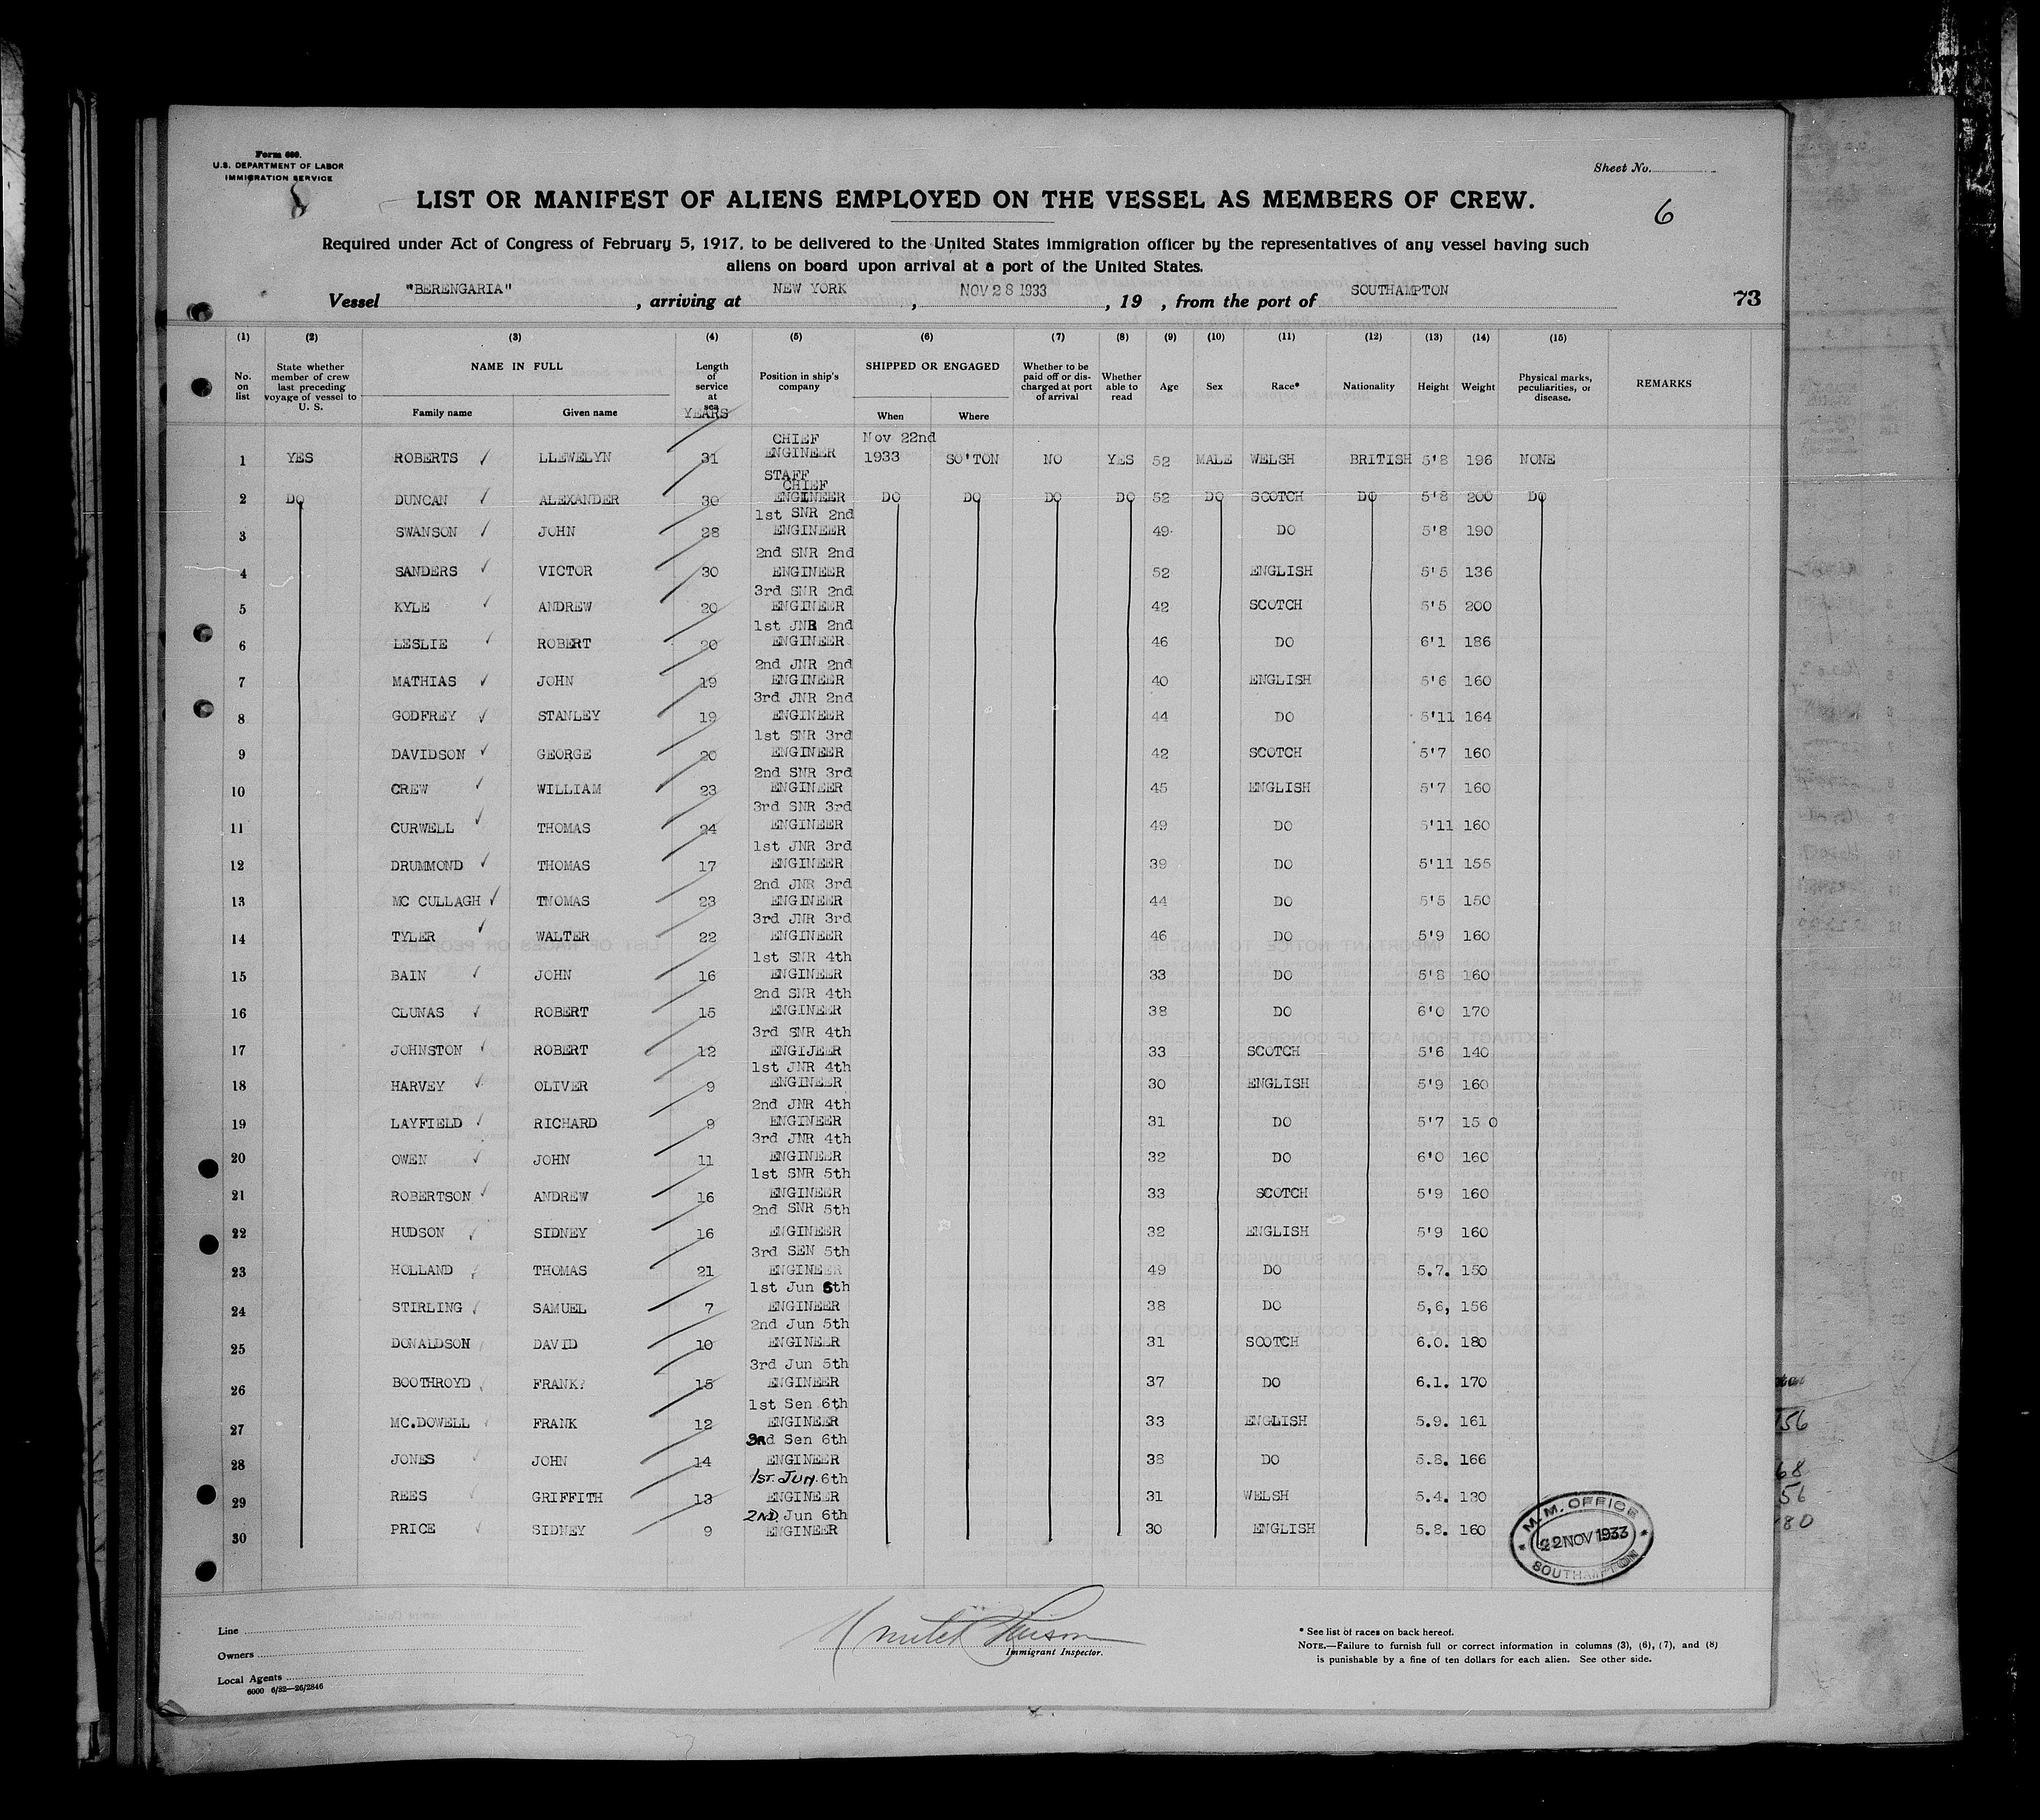 Form 680.
U.S. DEPARTMENT OF LABOR
IMMIGRATION SERVICE
Sheet No.
LIST OR MANIFEST OF ALIENS EMPLOYED ON THE VESSEL AS MEMBERS OF CREW.
6
Required under Act of Congress of February 5, 1917, to be delivered to the United States immigration officer by the representatives of any vessel having such
aliens on board upon arrival at a port of the United States.
Vessel "BERENGARIA", arriving at NEW YORK, NOV 28 1933, 19 , from the port of SOUTHAMPTON 73
(1) (2) (3) (4) (5) (6) (7) (8) (9) (10) (11) (12) (13) (14) (15)
No. on list State whether member of crew last preceding voyage of vessel to U. S. NAME IN FULL Family name Given name Length of service at sea YEARS Position in ship's company SHIPPED OR ENGAGED When Where Whether to be paid off or discharged at port of arrival Whether able to read Age Sex Race* Nationality Height Weight Physical marks, peculiarities, or disease. REMARKS
1 YES ROBERTS LLEWELYN 31 CHIEF ENGINEER Nov 22nd 1933 SO'TON NO YES 52 MALE WELSH BRITISH 5'8 196 NONE
2 DO DUNCAN ALEXANDER 30 STAFF CHIEF ENGINEER DO DO DO DO 52 DO SCOTCH DO 5'8 200 DO
3 SWANSON JOHN 28 1st SNR 2nd ENGINEER 49 DO 5'8 190
4 SANDERS VICTOR 30 2nd SNR 2nd ENGINEER 52 ENGLISH 5'5 136
5 KYLE ANDREW 20 3rd SNR 2nd ENGINEER 42 SCOTCH 5'5 200
6 LESLIE ROBERT 20 1st JNR 2nd ENGINEER 46 DO 6'1 186
7 MATHIAS JOHN 19 2nd JNR 2nd ENGINEER 40 ENGLISH 5'6 160
8 GODFREY STANLEY 19 3rd JNR 2nd ENGINEER 44 DO 5'11 164
9 DAVIDSON GEORGE 20 1st SNR 3rd ENGINEER 42 SCOTCH 5'7 160
10 CREW WILLIAM 23 2nd SNR 3rd ENGINEER 45 ENGLISH 5'7 160
11 CURWELL THOMAS 24 3rd SNR 3rd ENGINEER 49 DO 5'11 160
12 DRUMMOND THOMAS 17 1st JNR 3rd ENGINEER 39 DO 5'11 155
13 MC CULLAGH TNOMAS 23 2nd JNR 3rd ENGINEER 44 DO 5'5 150
14 TYLER WALTER 22 3rd JNR 3rd ENGINEER 46 DO 5'9 160
15 BAIN JOHN 16 1st SNR 4th ENGINEER 33 DO 5'8 160
16 CLUNAS ROBERT 15 2nd SNR 4th ENGINEER 38 DO 6'0 170
17 JOHNSTON ROBERT 12 3rd SNR 4th ENGIJEER 33 SCOTCH 5'6 140
18 HARVEY OLIVER 9 1st JNR 4th ENGINEER 30 ENGLISH 5'9 160
19 LAYFIELD RICHARD 9 2nd JNR 4th ENGINEER 31 DO 5'7 15 0
20 OWEN JOHN 11 3rd JNR 4th ENGINEER 32 DO 6'0 160
21 ROBERTSON ANDREW 16 1st SNR 5th ENGINEER 33 SCOTCH 5'9 160
22 HUDSON SIDNEY 16 2nd SNR 5th ENGINEER 32 ENGLISH 5'9 160
23 HOLLAND THOMAS 21 3rd SEN 5th ENGINEER 49 DO 5.7. 150
24 STIRLING SAMUEL 7 1st Jun 5th ENGINEER 38 DO 5,6, 156
25 DONALDSON DAVID 10 2nd Jun 5th ENGINEER 31 SCOTCH 6.0. 180
26 BOOTHROYD FRANK 15 3rd Jun 5th ENGINEER 37 DO 6.1. 170
27 MC.DOWELL FRANK 12 1st Sen 6th ENGINEER 33 ENGLISH 5.9. 161
28 JONES JOHN 14 3rd Sen 6th ENGINEER 38 DO 5.8. 166
29 REES GRIFFITH 13 1ST. JUN. 6th ENGINEER 31 WELSH 5.4. 130
30 PRICE SIDNEY 9 2ND. Jun 6th ENGINEER 30 ENGLISH 5.8. 160
M. M. OFFICE
22 NOV 1933
SOUTHAMPTON
Line
Owners
Local Agents
6000 6/32—26/2846
Immigrant Inspector.
* See list of races on back hereof.
NOTE.—Failure to furnish full or correct information in columns (3), (6), (7), and (8)
is punishable by a fine of ten dollars for each alien. See other side.